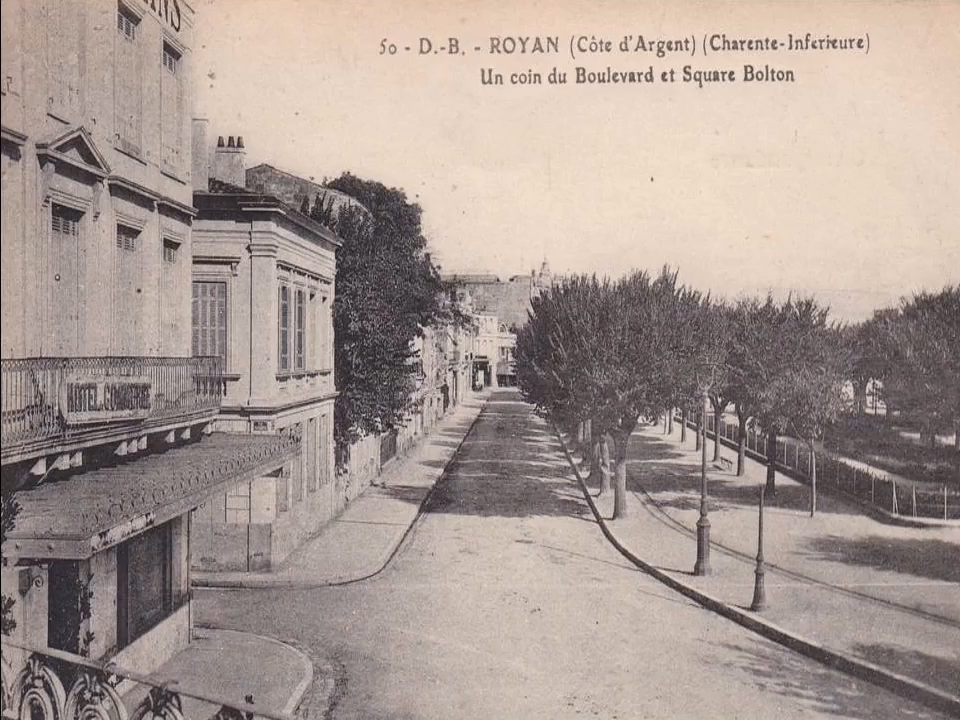 50 - D.-B. - ROYAN (Côte d'Argent) (Charente-Inferieure)
Un coin du Boulevard et Square Bolton
HOTEL